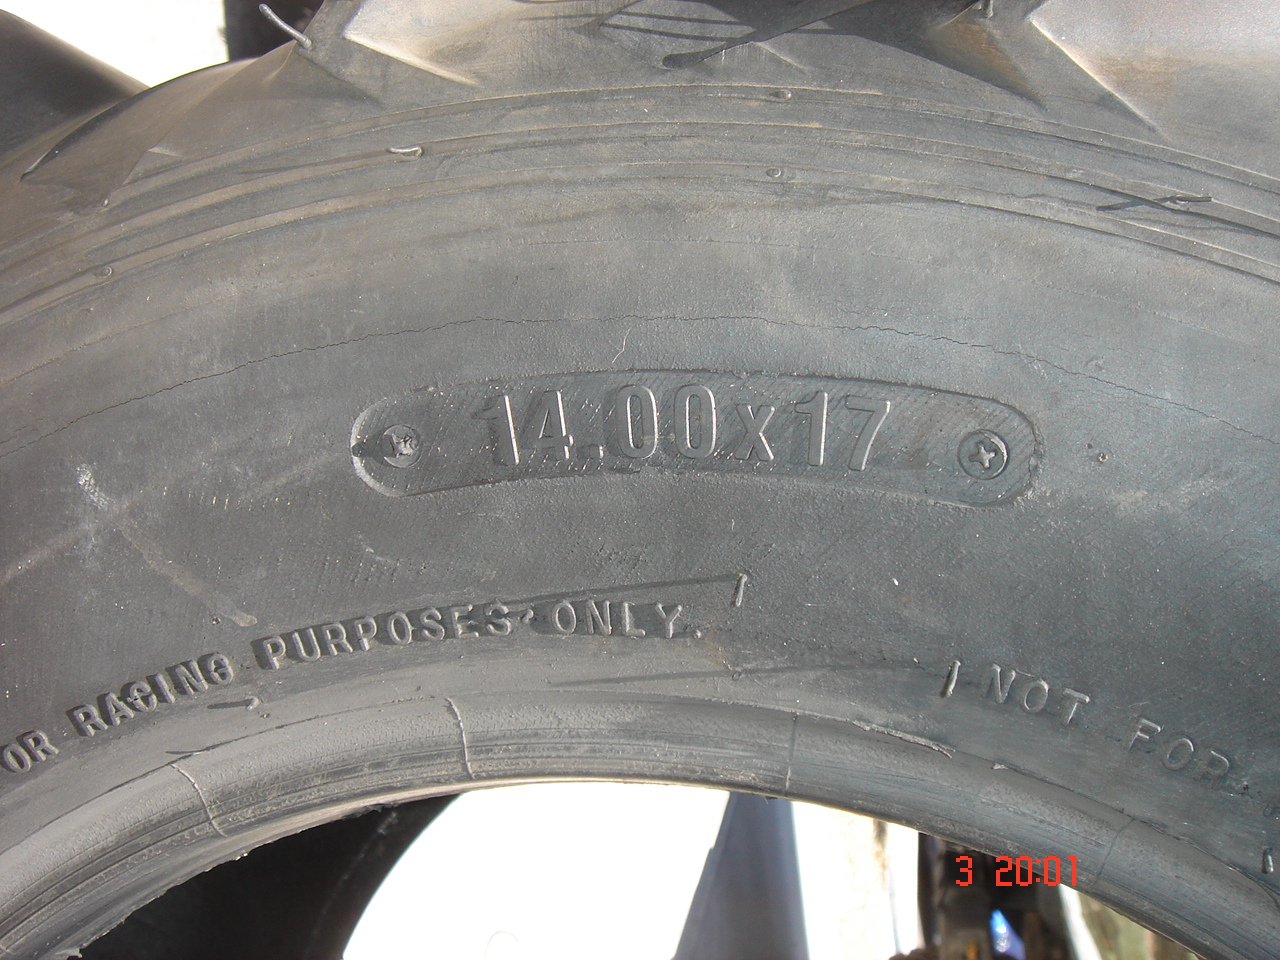 14.00x17
OR RACING PURPOSES ONLY.
NOT FOR
3 20:01